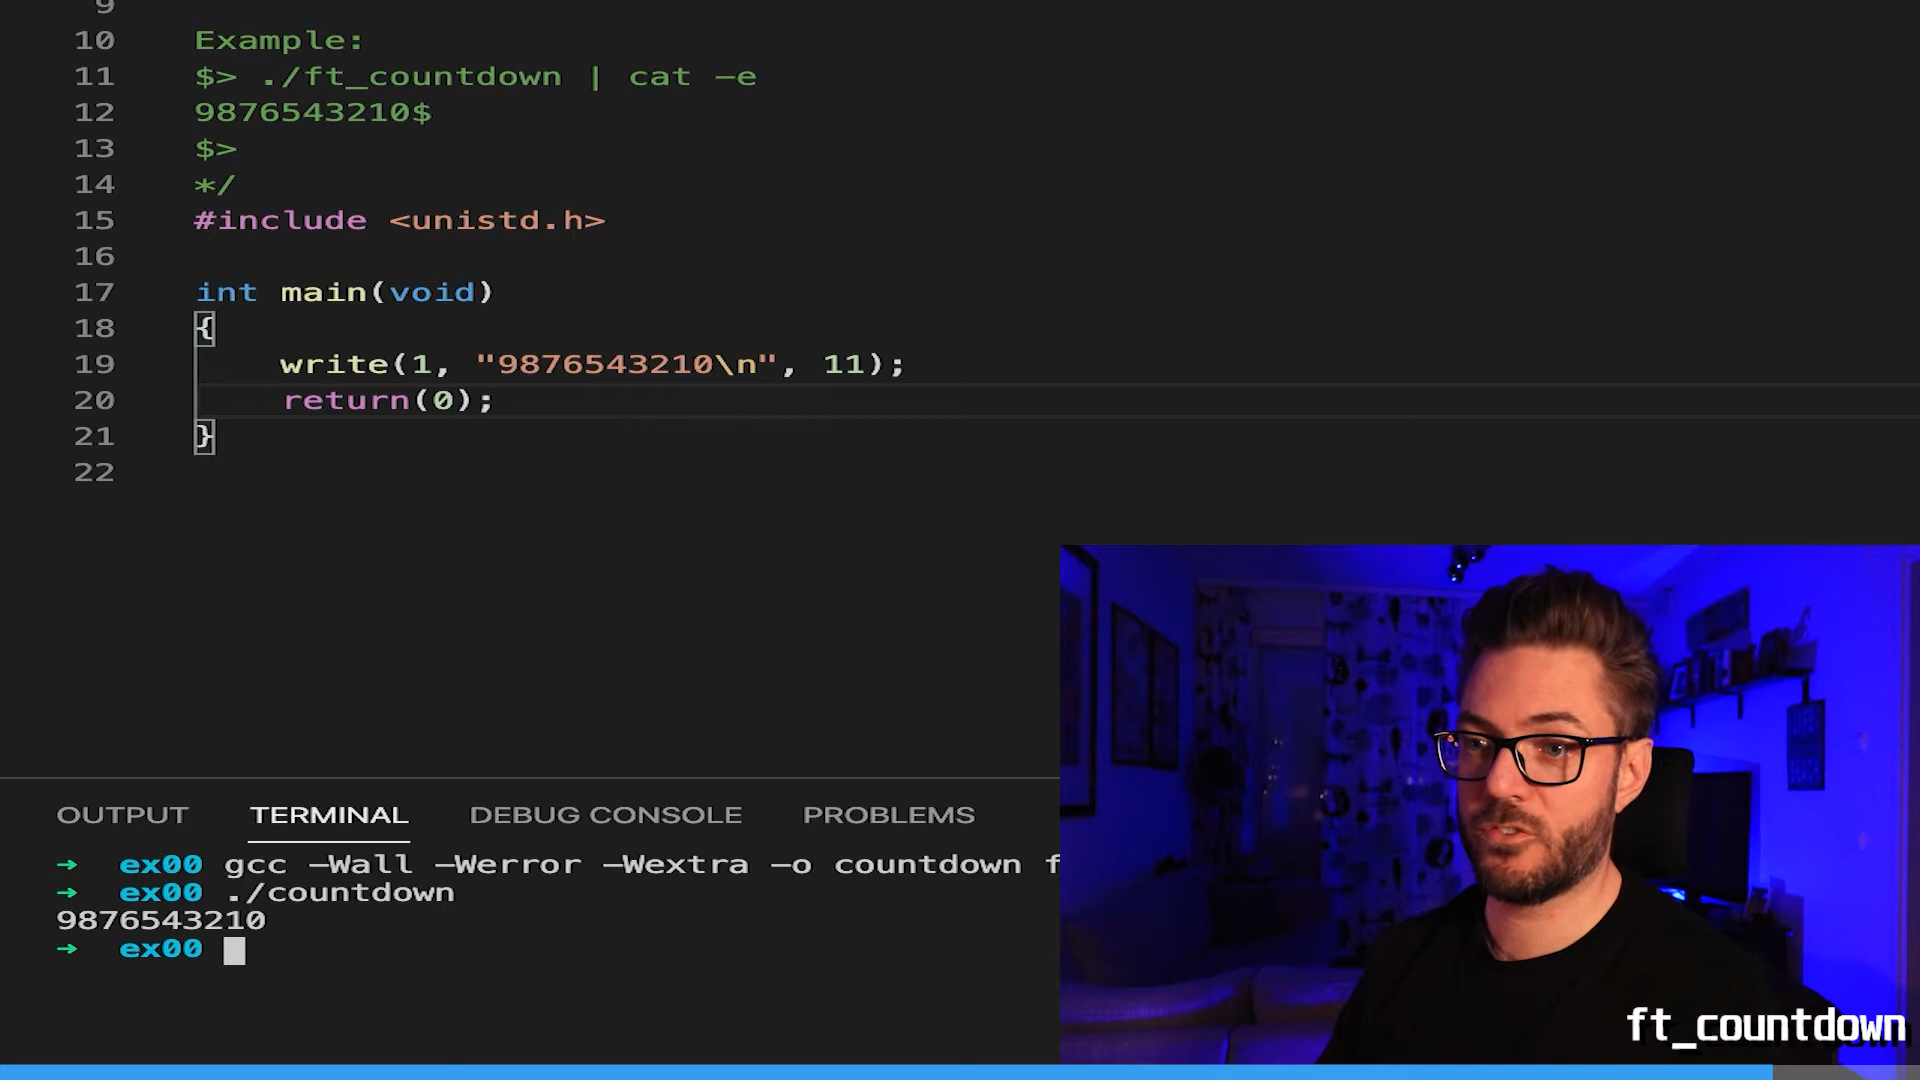 9
10 Example:
11 $> ./ft_countdown | cat -e
12 9876543210$
13 $>
14 */
15 #include <unistd.h>
16
17 int main(void)
18 {
19 write(1, "9876543210\n", 11);
20 return(0);
21 }
22
OUTPUT TERMINAL DEBUG CONSOLE PROBLEMS
→ ex00 gcc -Wall -Werror -Wextra -o countdown f
→ ex00 ./countdown
9876543210
→ ex00
ft_countdown